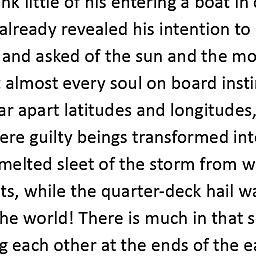 nk little of his entering a boat in
already revealed his intention to
and asked of the sun and the mo
almost every soul on board insti
ar apart latitudes and longitudes,
ere guilty beings transformed int
melted sleet of the storm from w
ts, while the quarter-deck hail wa
he world! There is much in that s
g each other at the ends of the ea